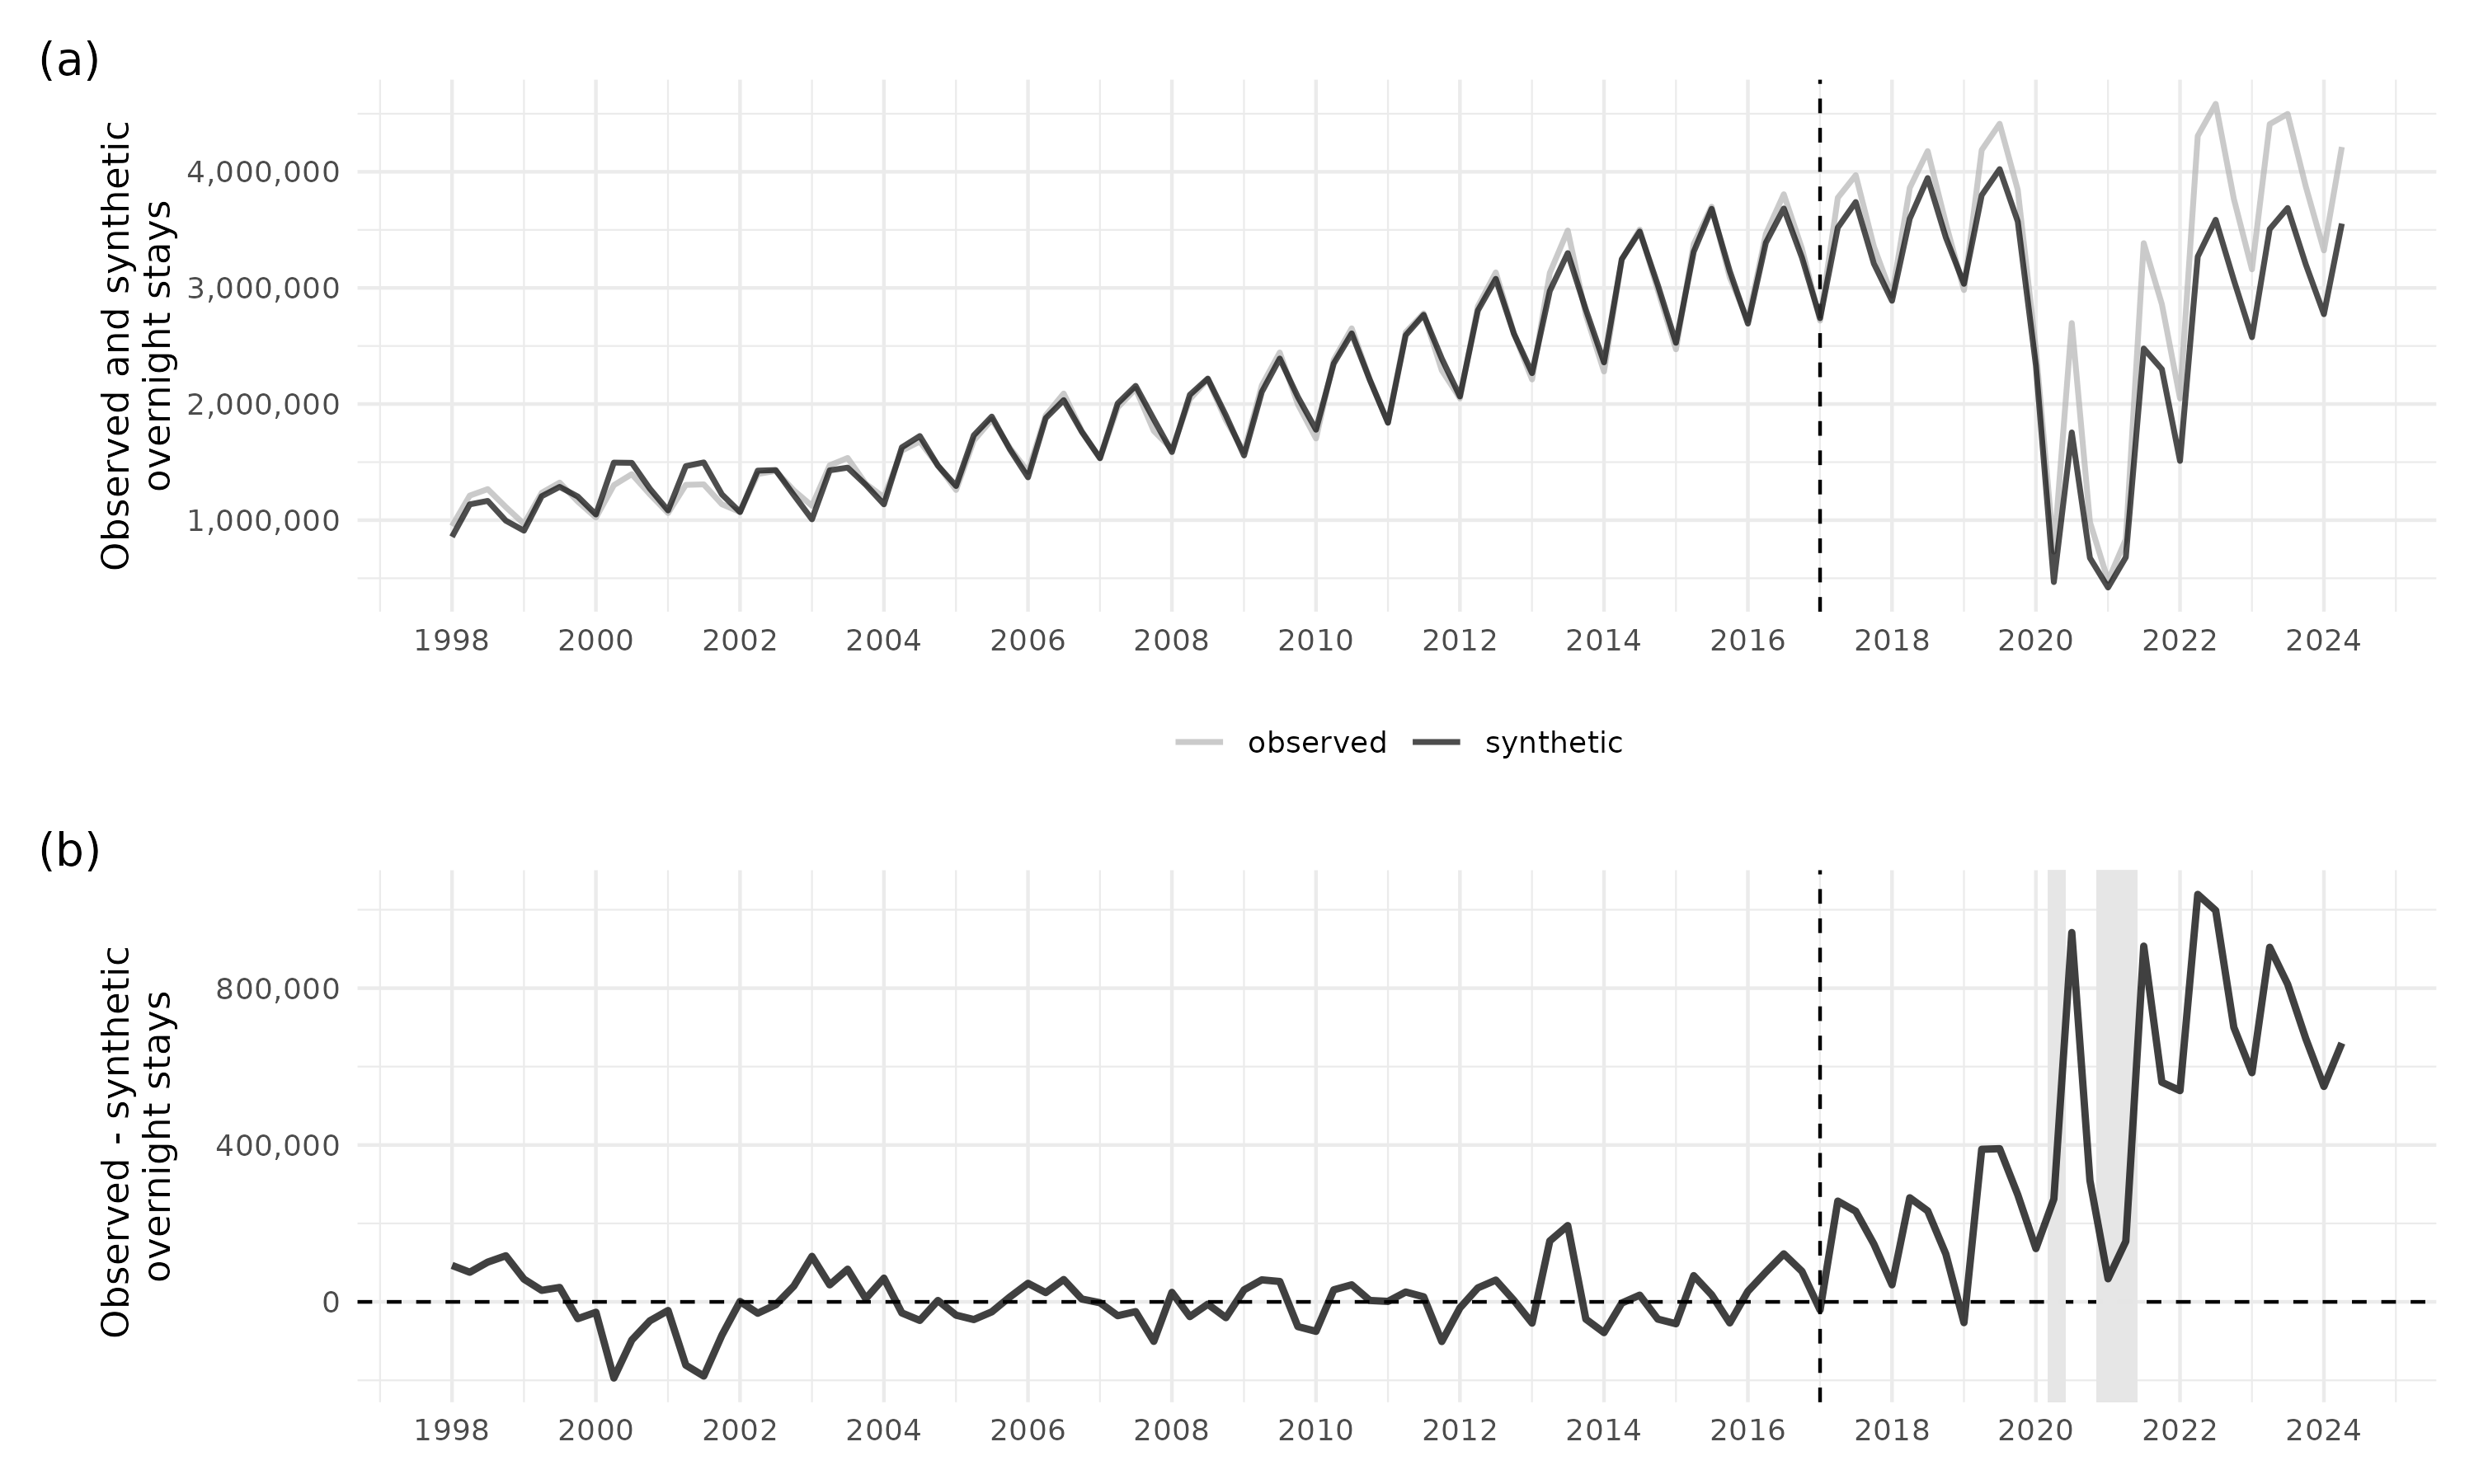 (a)
Observed and synthetic
overnight stays
4,000,000
3,000,000
2,000,000
1,000,000
1998 2000 2002 2004 2006 2008 2010 2012 2014 2016 2018 2020 2022 2024
observed synthetic
(b)
Observed - synthetic
overnight stays
800,000
400,000
0
1998 2000 2002 2004 2006 2008 2010 2012 2014 2016 2018 2020 2022 2024